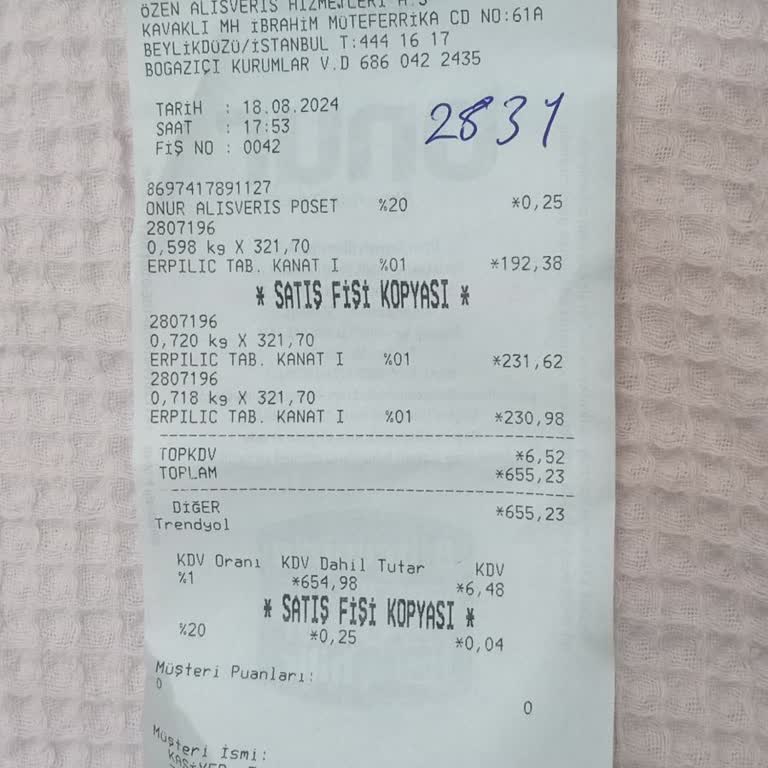 ÖZEN ALISVERIS HİZMETLERİ A.Ş
KAVAKLI MH İBRAHİM MÜTEFERRİKA CD NO:61A
BEYLİKDÜZÜ/İSTANBUL T:444 16 17
BOGAZIÇI KURUMLAR V.D 686 042 2435
TARİH : 18.08.2024
2831
SAAT : 17:53
FİŞ NO : 0042
8697417891127
ONUR ALISVERIS POSET %20 *0,25
2807196
0,598 kg X 321,70
ERPILIC TAB. KANAT I %01 *192,38
* SATIŞ FİŞİ KOPYASI *
2807196
0,720 kg X 321,70
ERPILIC TAB. KANAT I %01 *231,62
2807196
0,718 kg X 321,70
ERPILIC TAB. KANAT I %01 *230,98
TOPKDV *6,52
TOPLAM *655,23
DİĞER *655,23
Trendyol
KDV Oranı KDV Dahil Tutar KDV
%1 *654,98 *6,48
* SATIŞ FİŞİ KOPYASI *
%20 *0,25 *0,04
Müşteri Puanları:
0 0
Müşteri İsmi: